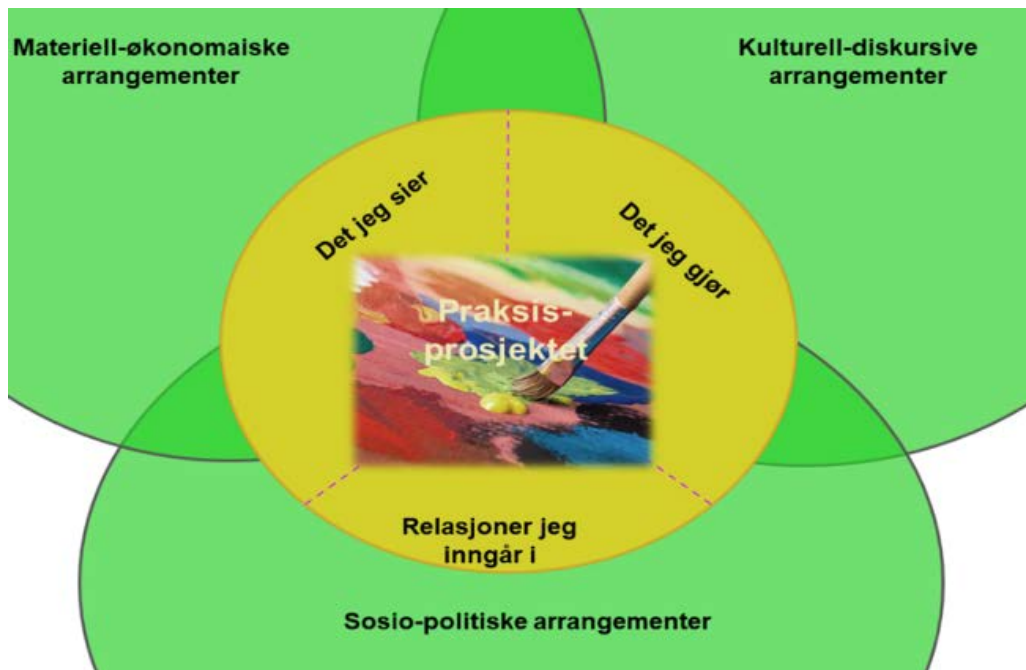 Materiell-økonomaiske
arrangementer
Kulturell-diskursive
arrangementer
Det jeg sier
Det jeg gjør
Praksis-
prosjektet
Relasjoner jeg
inngår i
Sosio-politiske arrangementer